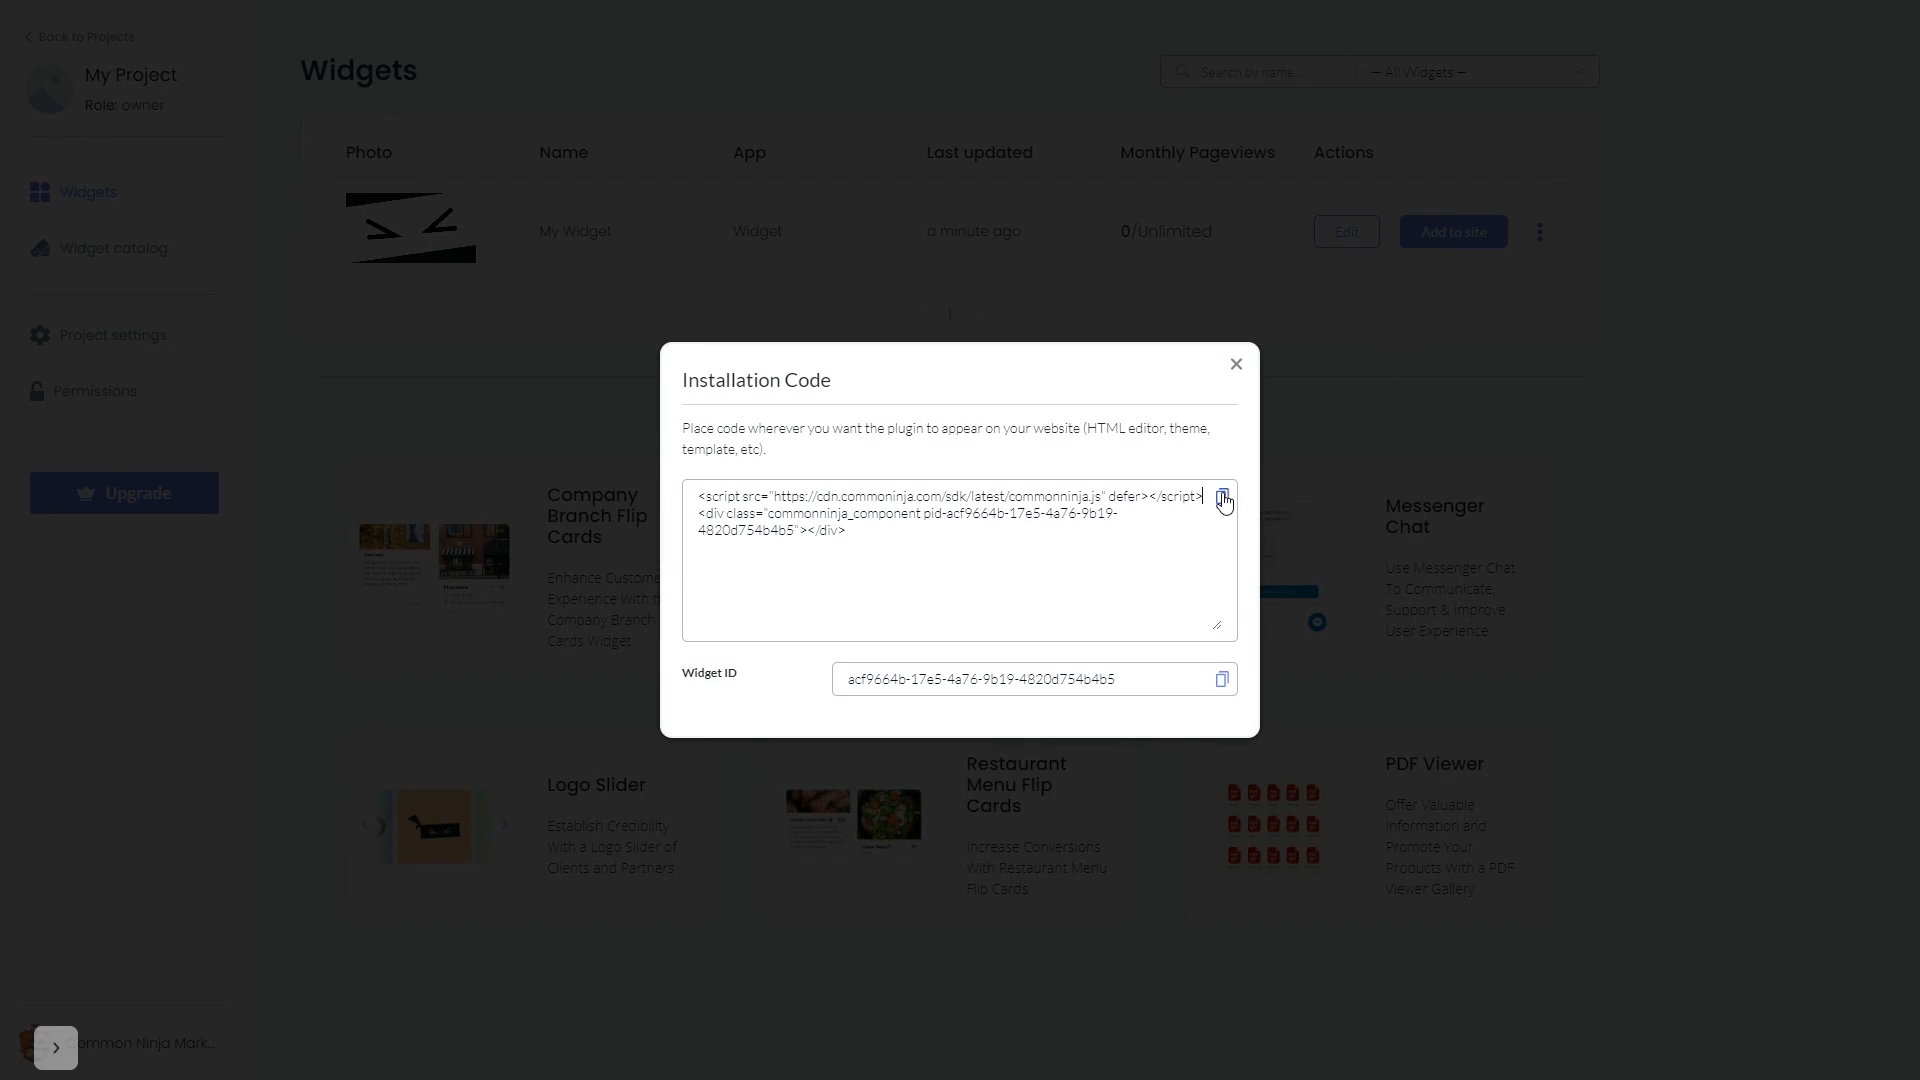 Back to Projects
My Project
Role: owner
Widgets
Widget catalog
Project settings
Permissions
Upgrade
Common Ninja Mark...
Widgets
Search by name...
— All Widgets —
Photo
Name
App
Last updated
Monthly Pageviews
Actions
My Widget
Widget
a minute ago
0/Unlimited
Edit
Add to site
1
Installation Code
Place code wherever you want the plugin to appear on your website (HTML editor, theme,
template, etc).
<script src="https://cdn.commoninja.com/sdk/latest/commonninja.js" defer></script>
<div class="commonninja_component pid-acf9664b-17e5-4a76-9b19-
4820d754b4b5"></div>
Widget ID
acf9664b-17e5-4a76-9b19-4820d754b4b5
Company
Branch Flip
Cards
Enhance Custome
Experience With t
Company Branch
Cards Widget
Messenger
Chat
Use Messenger Chat
To Communicate,
Support & Improve
User Experience
Logo Slider
Establish Credibility
With a Logo Slider of
Clients and Partners
Restaurant
Menu Flip
Cards
Increase Conversions
With Restaurant Menu
Flip Cards
PDF Viewer
Offer Valuable
Information and
Promote Your
Products With a PDF
Viewer Gallery